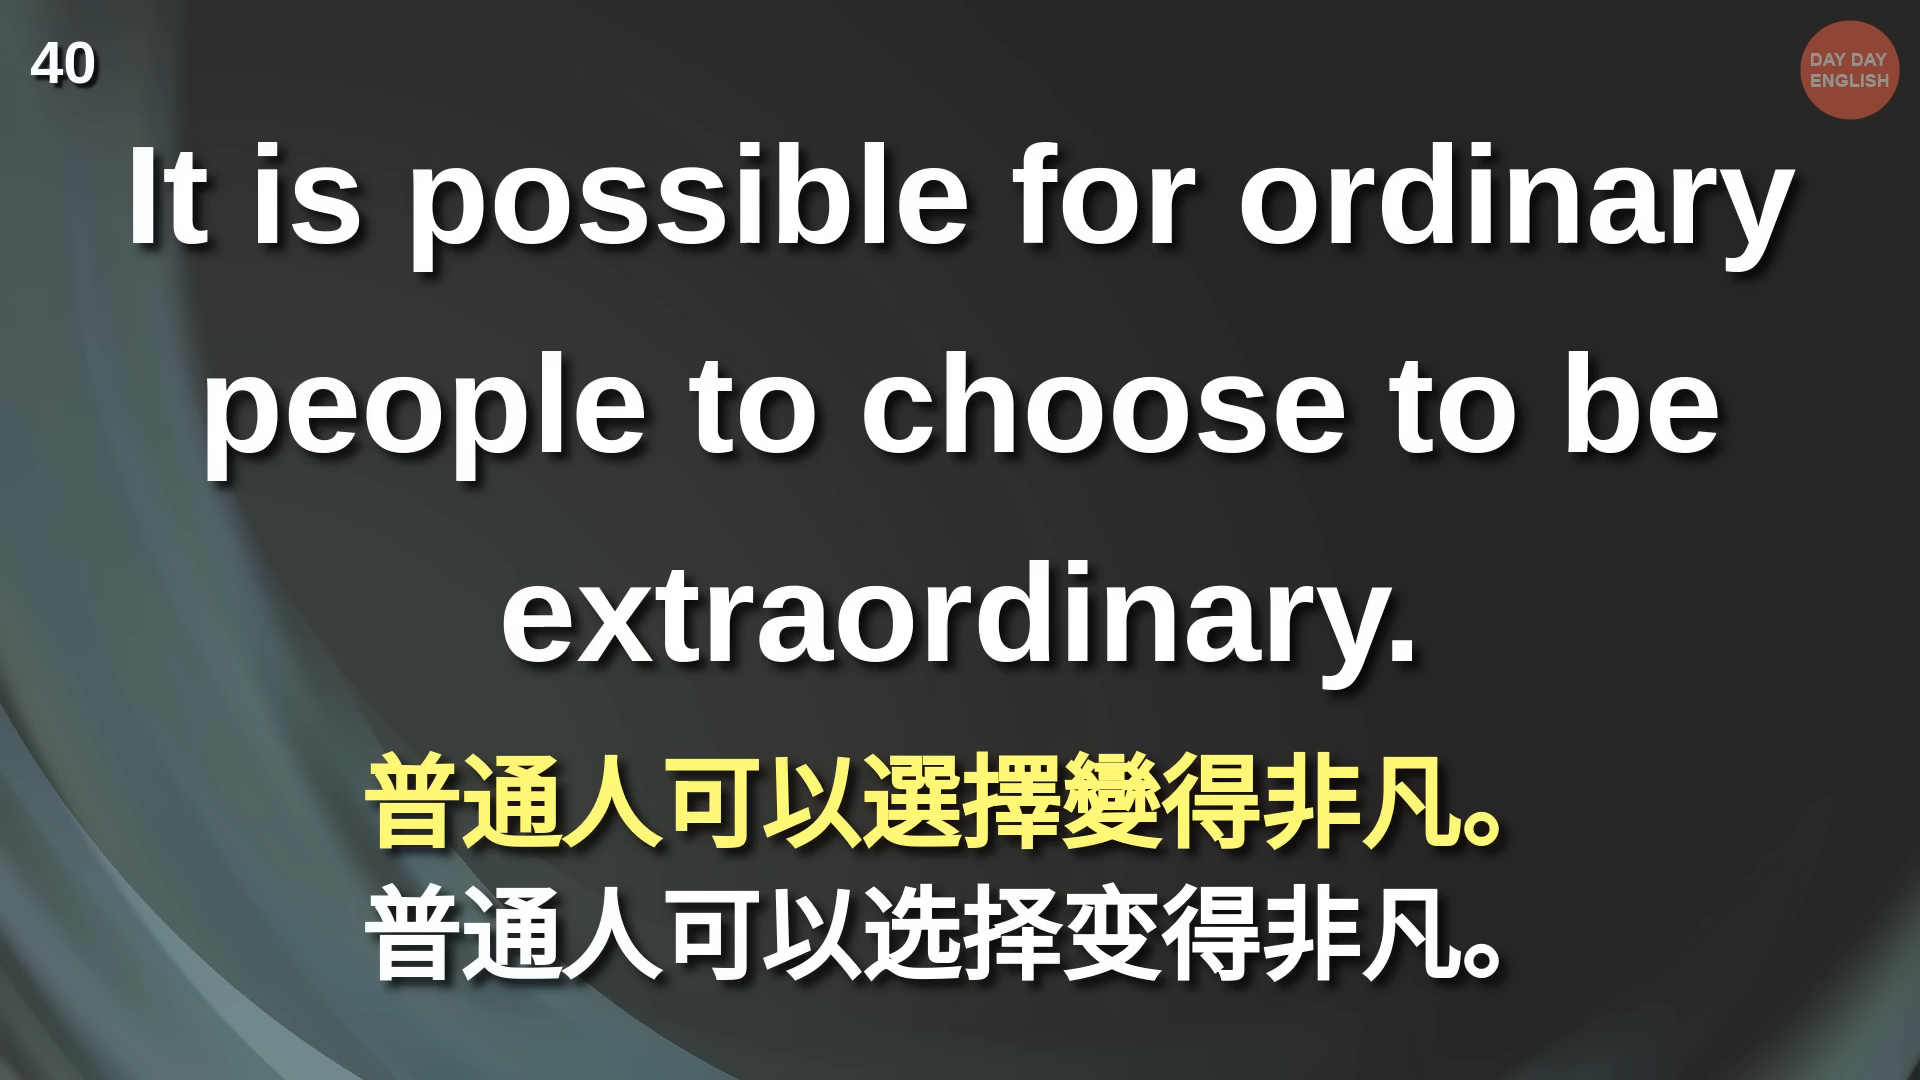 40
DAY DAY
ENGLISH
It is possible for ordinary
people to choose to be
extraordinary.
普通人可以選擇變得非凡。
普通人可以选择变得非凡。